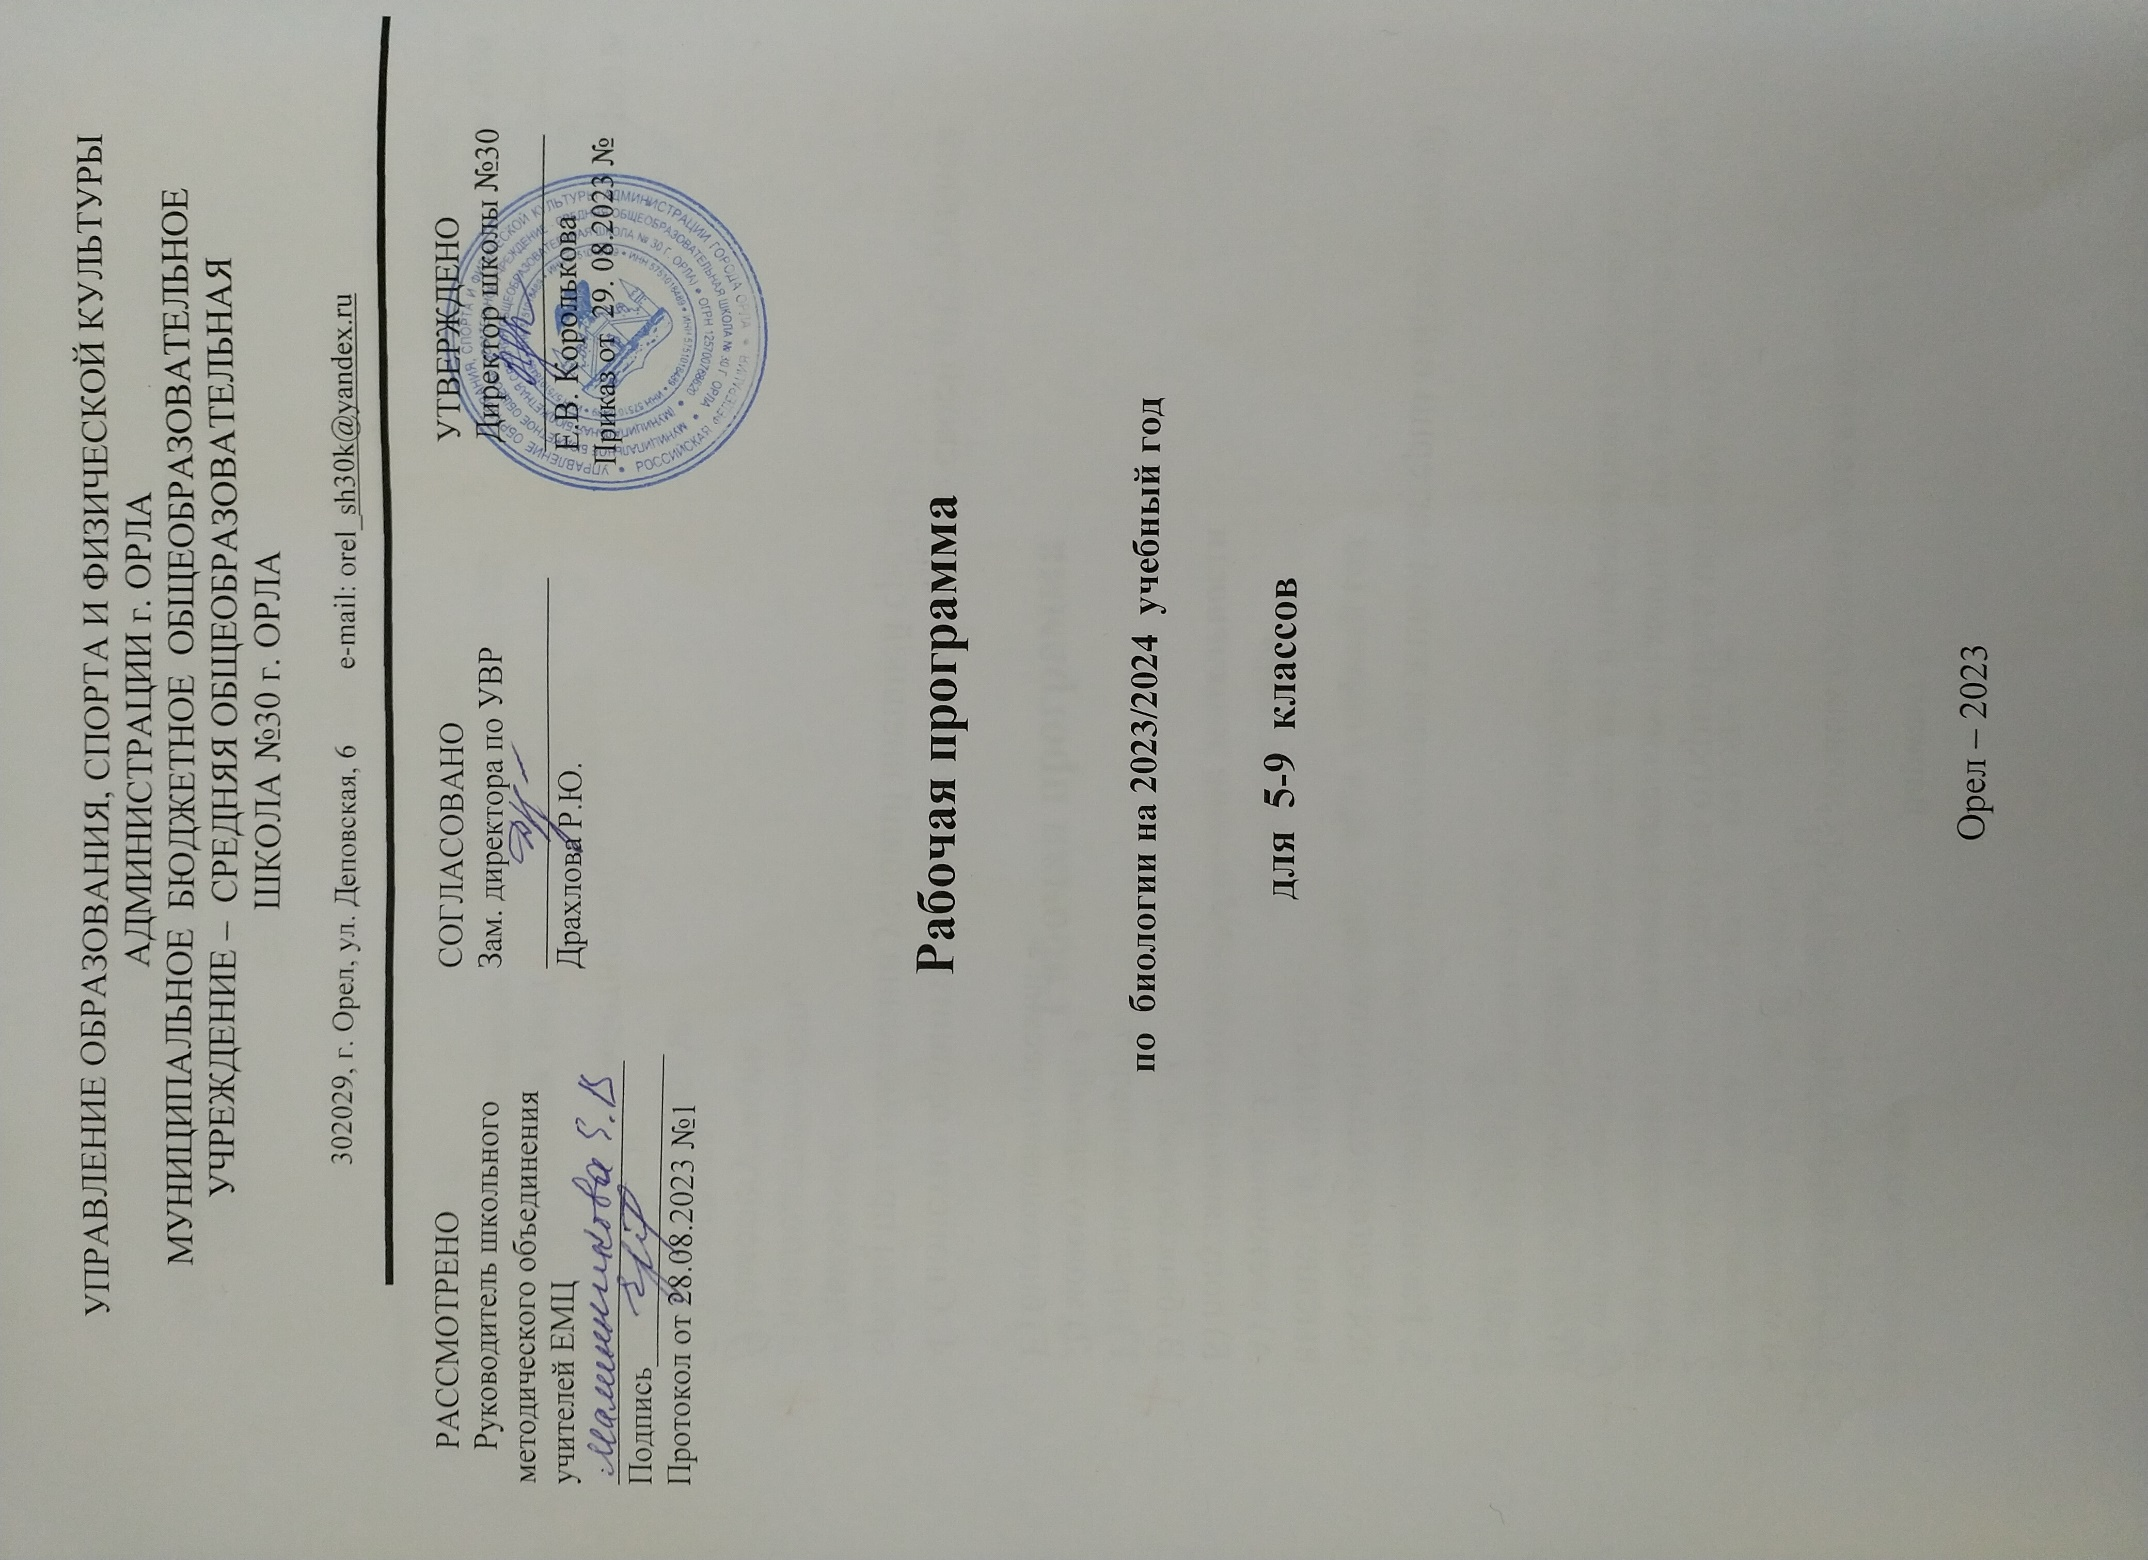 УПРАВЛЕНИЕ ОБРАЗОВАНИЯ, СПОРТА И ФИЗИЧЕСКОЙ КУЛЬТУРЫ
АДМИНИСТРАЦИИ г. ОРЛА
МУНИЦИПАЛЬНОЕ БЮДЖЕТНОЕ ОБЩЕОБРАЗОВАТЕЛЬНОЕ
УЧРЕЖДЕНИЕ – СРЕДНЯЯ ОБЩЕОБРАЗОВАТЕЛЬНАЯ
ШКОЛА №30 г. ОРЛА
302029, г. Орел, ул. Деповская, 6 e-mail: orel_sh30k@yandex.ru
РАССМОТРЕНО
Руководитель школьного
методического объединения
учителей ЕМЦ
Подпись
Протокол от 28.08.2023 №1
СОГЛАСОВАНО
Зам. директора по УВР
Драхлова Р.Ю.
УТВЕРЖДЕНО
Директор школы №30
Е.В. Королькова
Приказ от 29. 08.2023 №
Рабочая программа
по биологии на 2023/2024 учебный год
для 5-9 классов
Орел – 2023